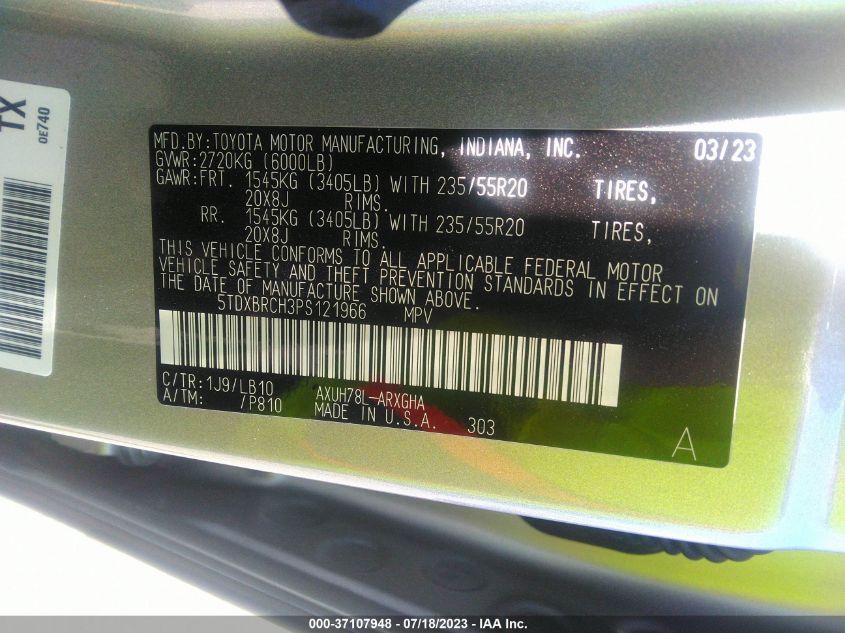 TX
0E740
MFD.BY:TOYOTA MOTOR MANUFACTURING, INDIANA, INC. 03/23
GVWR:2720KG (6000LB)
GAWR:FRT. 1545KG (3405LB) WITH 235/55R20 TIRES,
20X8J RIMS.
RR. 1545KG (3405LB) WITH 235/55R20 TIRES,
20X8J RIMS.
THIS VEHICLE CONFORMS TO ALL APPLICABLE FEDERAL MOTOR
VEHICLE SAFETY AND THEFT PREVENTION STANDARDS IN EFFECT ON
THE DATE OF MANUFACTURE SHOWN ABOVE.
5TDXBRCH3PS121966 MPV
C/TR:1J9/LB10 AXUH78L-ARXGHA
A/TM: /P810 MADE IN U.S.A. 303
A
000-37107948 - 07/18/2023 - IAAI Inc.